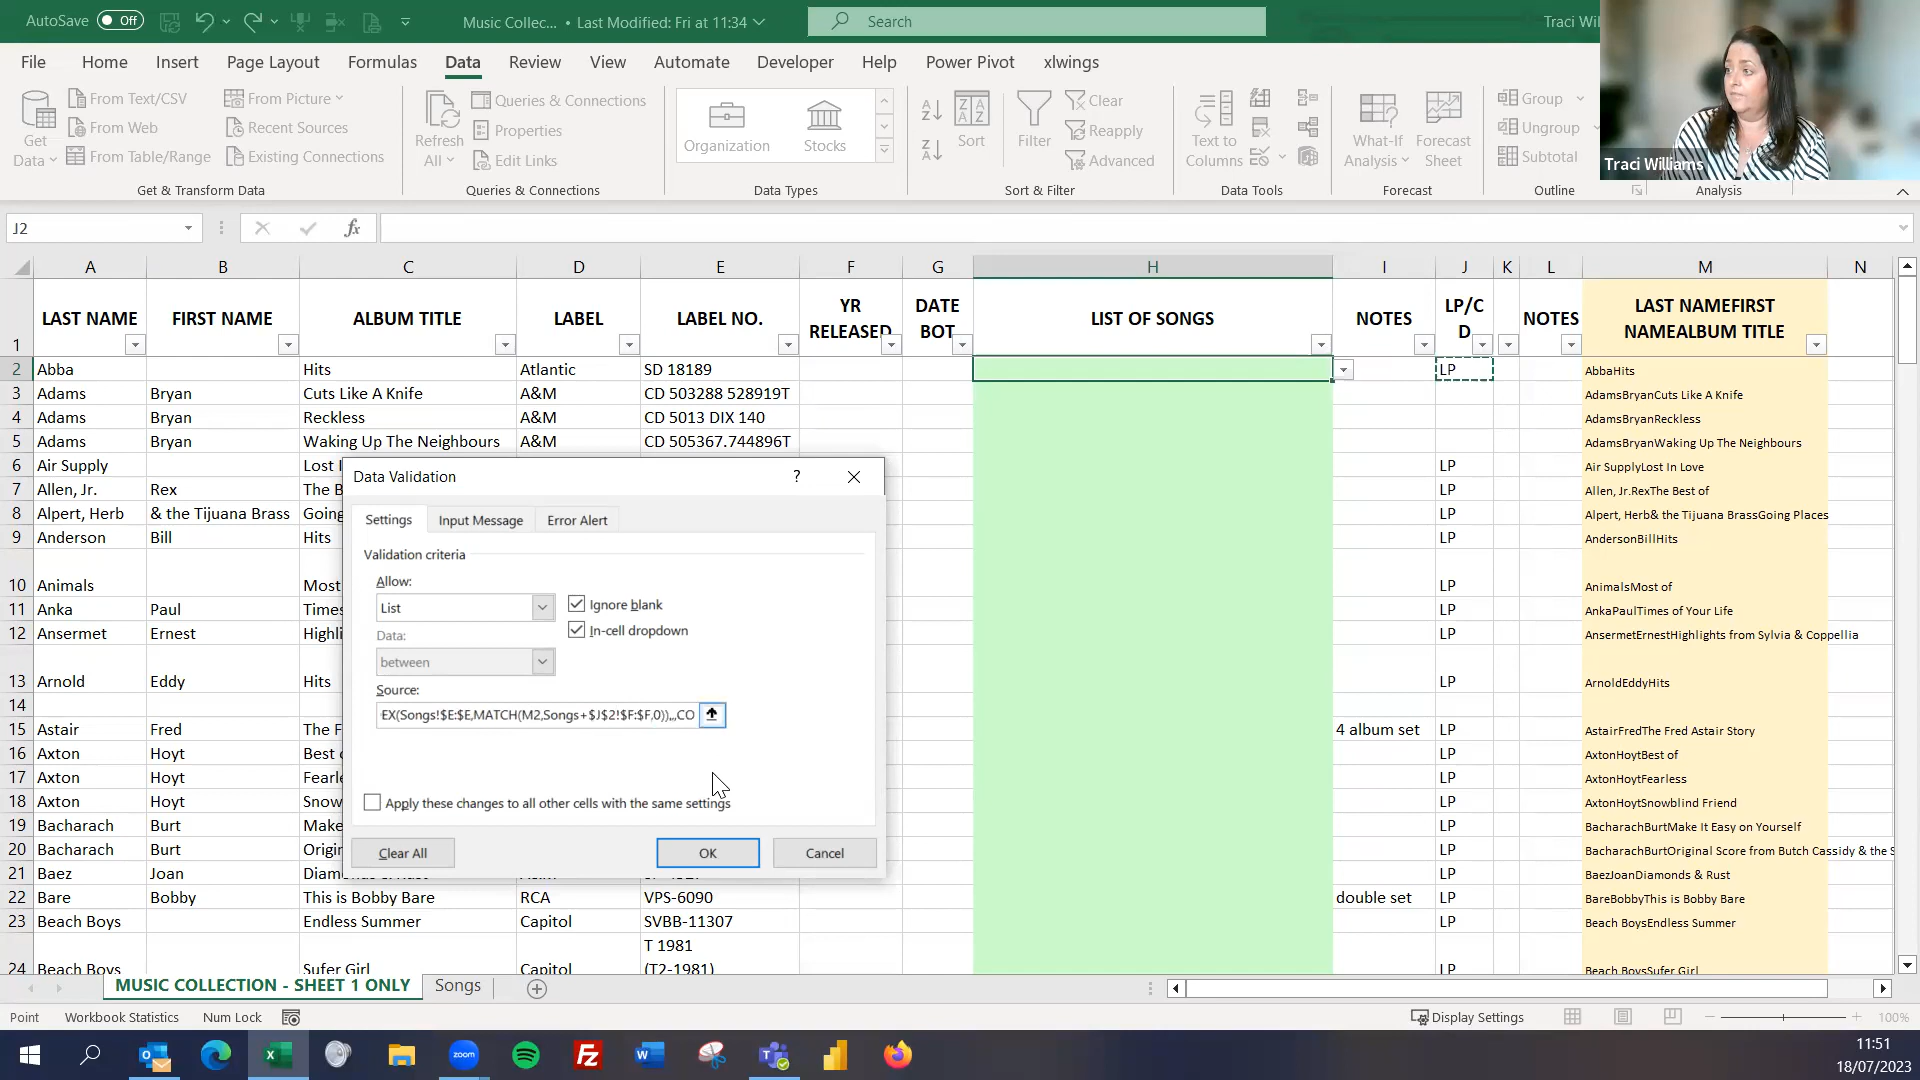 AutoSave Off Music Collec... • Last Modified: Fri at 11:34 Search Traci Wil
File Home Insert Page Layout Formulas Data Review View Automate Developer Help Power Pivot xlwings
Get Data
From Text/CSV
From Web
From Table/Range
From Picture
Recent Sources
Existing Connections
Get & Transform Data
Refresh All
Queries & Connections
Properties
Edit Links
Queries & Connections
Organization Stocks
Data Types
Sort
Filter
Clear
Reapply
Advanced
Sort & Filter
Text to Columns
Data Tools
What-If Analysis
Forecast Sheet
Forecast
Group
Ungroup
Subtotal
Outline
Analysis
Traci Williams
J2 fx
A B C D E F G H I J K L M N
1 LAST NAME FIRST NAME ALBUM TITLE LABEL LABEL NO. YR RELEASED DATE BOT LIST OF SONGS NOTES LP/CD NOTES LAST NAMEFIRST NAMEALBUM TITLE
2 Abba Hits Atlantic SD 18189 LP AbbaHits
3 Adams Bryan Cuts Like A Knife A&M CD 503288 528919T AdamsBryanCuts Like A Knife
4 Adams Bryan Reckless A&M CD 5013 DIX 140 AdamsBryanReckless
5 Adams Bryan Waking Up The Neighbours A&M CD 505367.744896T AdamsBryanWaking Up The Neighbours
6 Air Supply Lost I LP Air SupplyLost In Love
7 Allen, Jr. Rex The B LP Allen, Jr.RexThe Best of
8 Alpert, Herb & the Tijuana Brass Going LP Alpert, Herb& the Tijuana BrassGoing Places
9 Anderson Bill Hits LP AndersonBillHits
10 Animals Most LP AnimalsMost of
11 Anka Paul Times LP AnkaPaulTimes of Your Life
12 Ansermet Ernest Highli LP AnsermetErnestHighlights from Sylvia & Coppellia
13 Arnold Eddy Hits LP ArnoldEddyHits
14
15 Astair Fred The F 4 album set LP AstairFredThe Fred Astair Story
16 Axton Hoyt Best LP AxtonHoytBest of
17 Axton Hoyt Fearle LP AxtonHoytFearless
18 Axton Hoyt Snow LP AxtonHoytSnowblind Friend
19 Bacharach Burt Make LP BacharachBurtMake It Easy on Yourself
20 Bacharach Burt Origin LP BacharachBurtOriginal Score from Butch Cassidy & the S
21 Baez Joan LP BaezJoanDiamonds & Rust
22 Bare Bobby This is Bobby Bare RCA VPS-6090 double set LP BareBobbyThis is Bobby Bare
23 Beach Boys Endless Summer Capitol SVBB-11307 LP Beach BoysEndless Summer
T 1981
24 Beach Boys Sufer Girl Capitol (T2-1981) LP Beach BoysSufer Girl
Data Validation ?
Settings Input Message Error Alert
Validation criteria
Allow:
List Ignore blank
In-cell dropdown
Data:
between
Source:
EX(Songs!$E:$E,MATCH(M2,Songs+$J$2!$F:$F,0)),,,CO
Apply these changes to all other cells with the same settings
Clear All OK Cancel
MUSIC COLLECTION - SHEET 1 ONLY Songs
Point Workbook Statistics Num Lock Display Settings 100%
zoom
11:51
18/07/2023